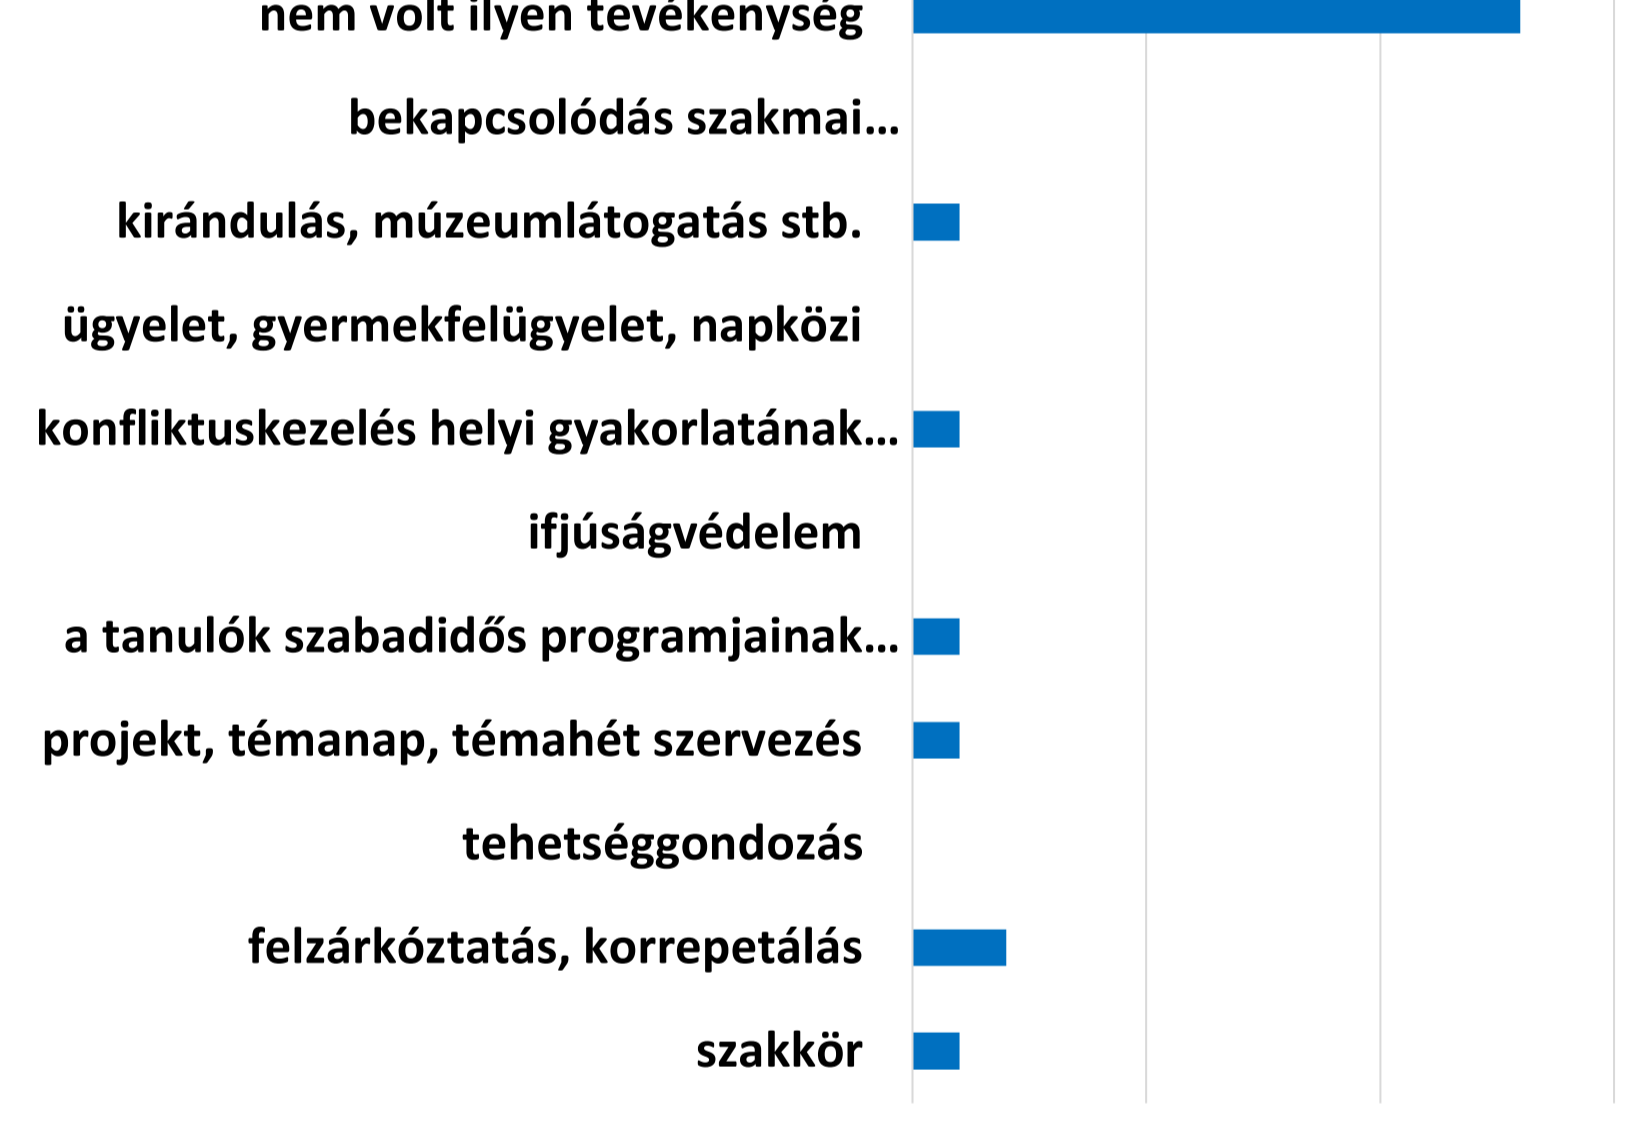 nem volt ilyen tevékenység
bekapcsolódás szakmai…
kirándulás, múzeumlátogatás stb.
ügyelet, gyermekfelügyelet, napközi
konfliktuskezelés helyi gyakorlatának…
ifjúságvédelem
a tanulók szabadidős programjainak…
projekt, témanap, témahét szervezés
tehetséggondozás
felzárkóztatás, korrepetálás
szakkör